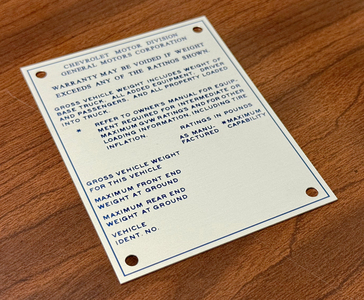 CHEVROLET MOTOR DIVISION
GENERAL MOTORS CORPORATION
WARRANTY MAY BE VOIDED IF WEIGHT
EXCEEDS ANY OF THE RATINGS SHOWN.
GROSS VEHICLE WEIGHT INCLUDES WEIGHT OF
BASE TRUCK, ALL ADDED EQUIPMENT, DRIVER
AND PASSENGERS, AND ALL PROPERTY LOADED
INTO TRUCK.
* REFER TO OWNER'S MANUAL FOR EQUIP-
MENT REQUIRED FOR INTERMEDIATE OR
MAXIMUM GVW RATINGS AND FOR OTHER
LOADING INFORMATION, INCLUDING TIRE
INFLATION.
RATINGS IN POUNDS
AS MANU- *MAXIMUM
FACTURED CAPABILITY
GROSS VEHICLE WEIGHT
FOR THIS VEHICLE
MAXIMUM FRONT END
WEIGHT AT GROUND
MAXIMUM REAR END
WEIGHT AT GROUND
VEHICLE
IDENT. NO.